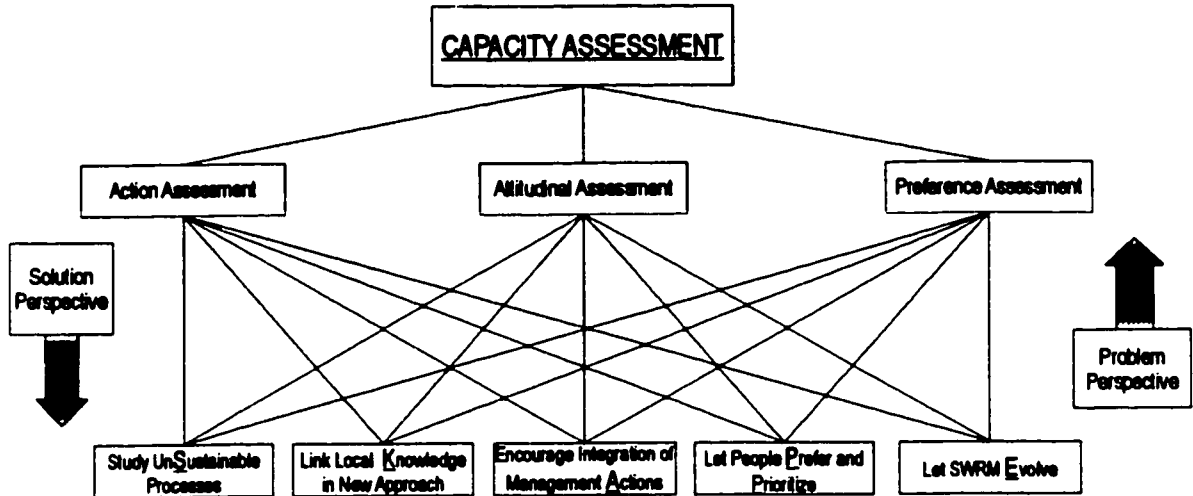 CAPACITY ASSESSMENT
Action Assessment
Attitudinal Assessment
Preference Assessment
Solution
Perspective
Problem
Perspective
Study UnSustainable
Processes
Link Local Knowledge
in New Approach
Encourage Integration of
Management Actions
Let People Prefer and
Prioritize
Let SWRM Evolve